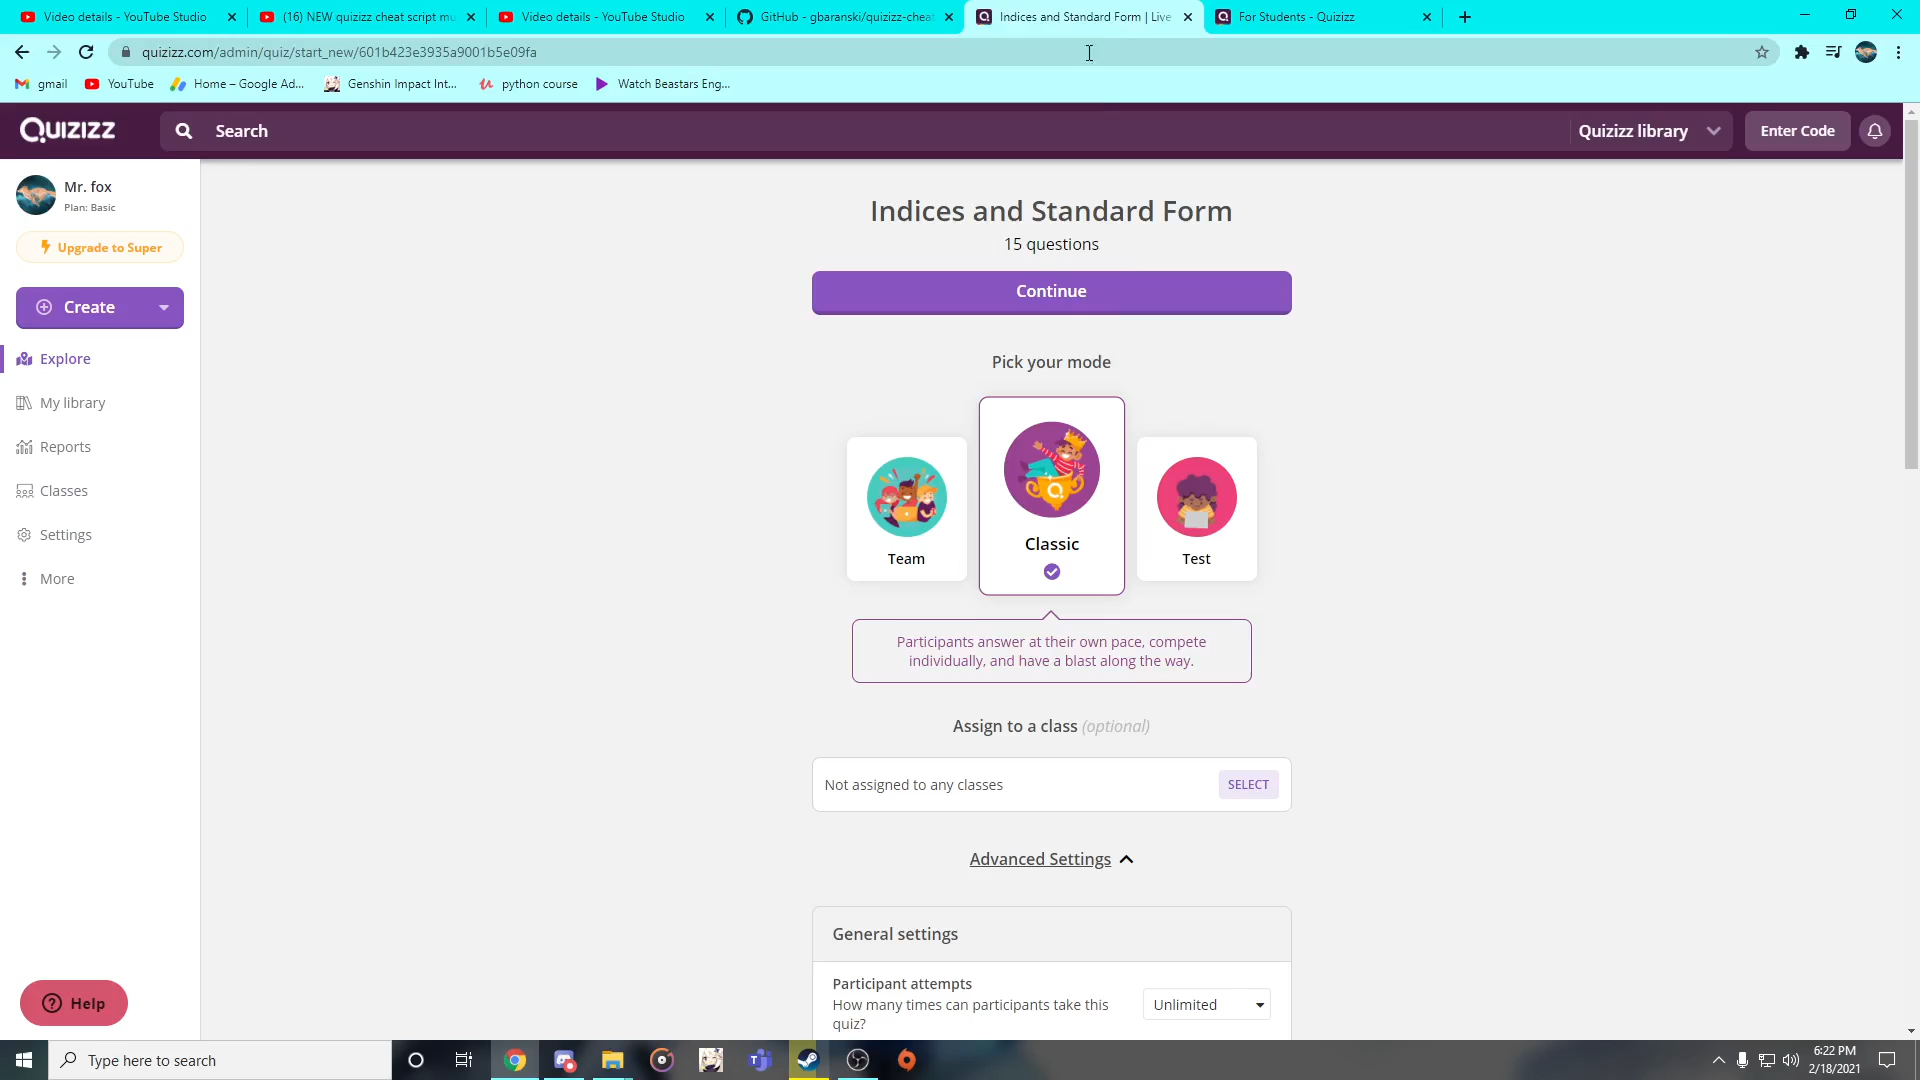 Video details - YouTube Studio
(16) NEW quizizz cheat script mu
Video details - YouTube Studio
GitHub - gbaranski/quizizz-cheat
Indices and Standard Form | Live
For Students - Quizizz
quizizz.com/admin/quiz/start_new/601b423e3935a9001b5e09fa
gmail
YouTube
Home – Google Ad...
Genshin Impact Int...
python course
Watch Beastars Eng...
QUIZIZZ
Search
Quizizz library
Enter Code
Mr. fox
Plan: Basic
Upgrade to Super
Create
Explore
My library
Reports
Classes
Settings
More
Help
Indices and Standard Form
15 questions
Continue
Pick your mode
Team
Classic
Test
Participants answer at their own pace, compete
individually, and have a blast along the way.
Assign to a class (optional)
Not assigned to any classes
SELECT
Advanced Settings
General settings
Participant attempts
How many times can participants take this
quiz?
Unlimited
Type here to search
6:22 PM
2/18/2021